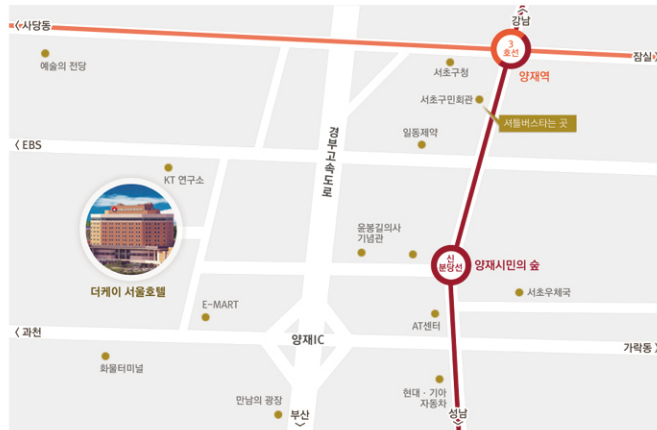 강남
< 사당동
3
호선
잠실 >
예술의 전당
서초구청
양재역
서초구민회관
셔틀버스타는 곳
경부고속도로
일동제약
< EBS
KT 연구소
윤봉길의사
기념관
신
분당선
양재시민의 숲
더케이 서울호텔
서초우체국
E-MART
AT센터
< 과천
양재IC
가락동 >
화물터미널
현대 · 기아
자동차
만남의 광장
부산
성남